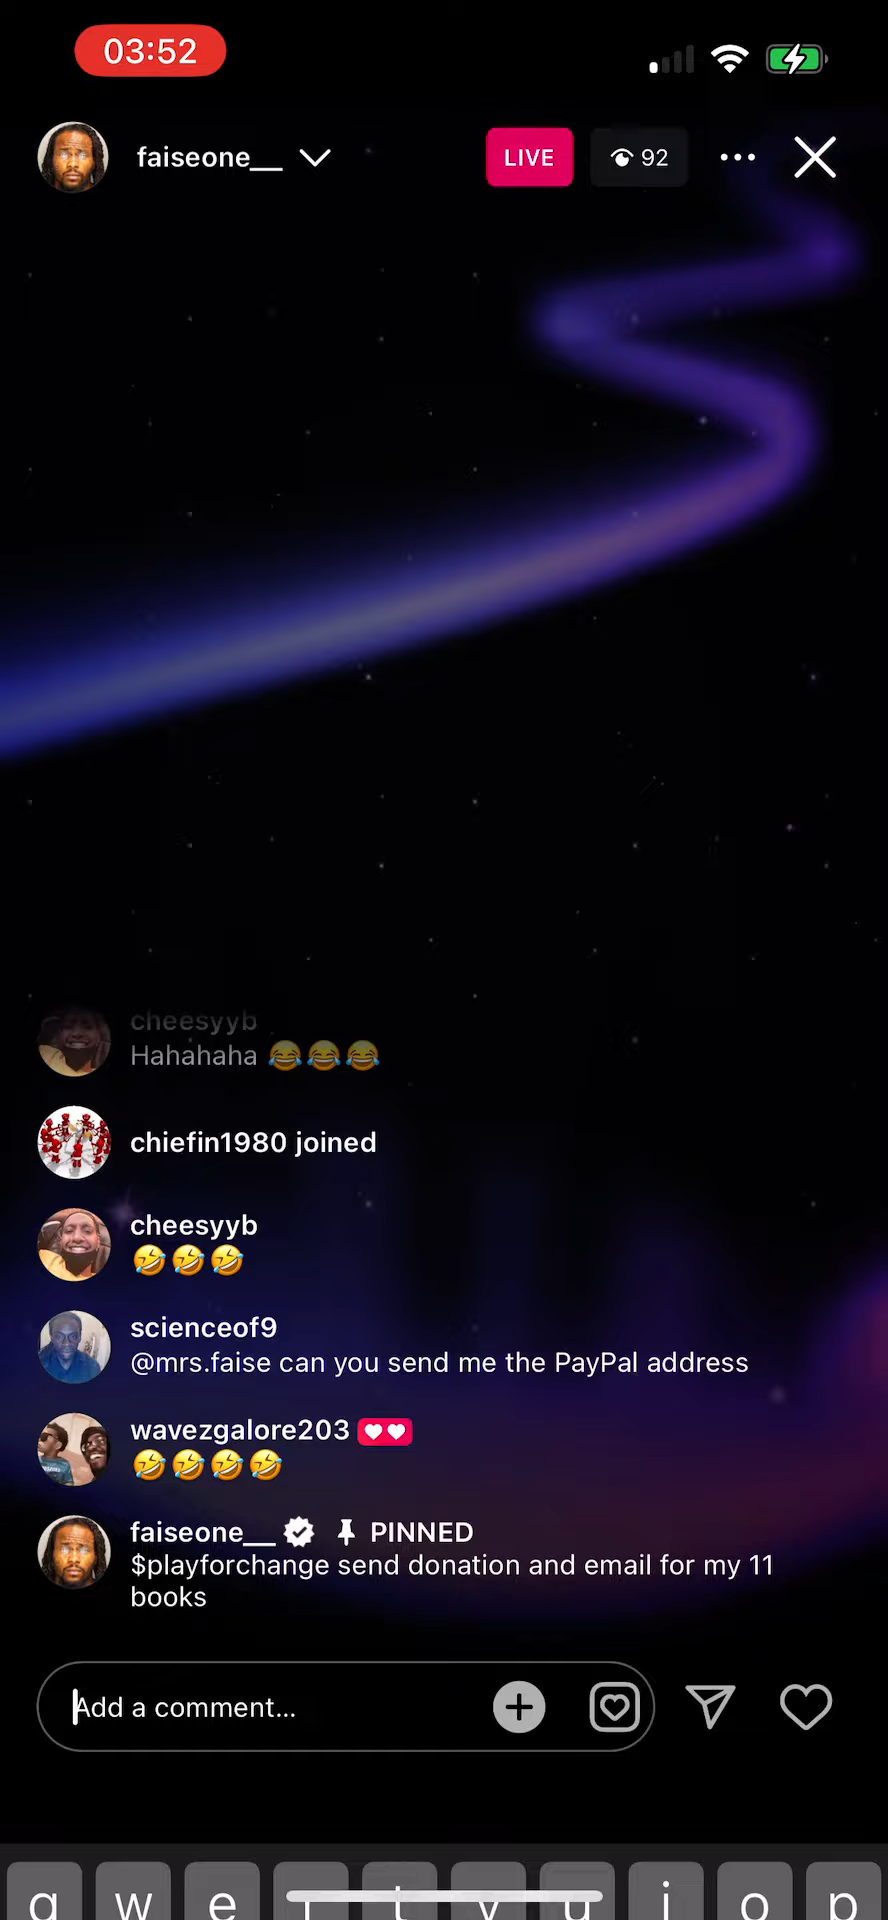 03:52
faiseone__
LIVE
92
cheesyyb
Hahahaha 😂😂😂
chiefin1980 joined
cheesyyb
🤣🤣🤣
scienceof9
@mrs.faise can you send me the PayPal address
wavezgalore203
🤣🤣🤣🤣
faiseone__ PINNED
$playforchange send donation and email for my 11
books
Add a comment...
q w e r t y u i o p